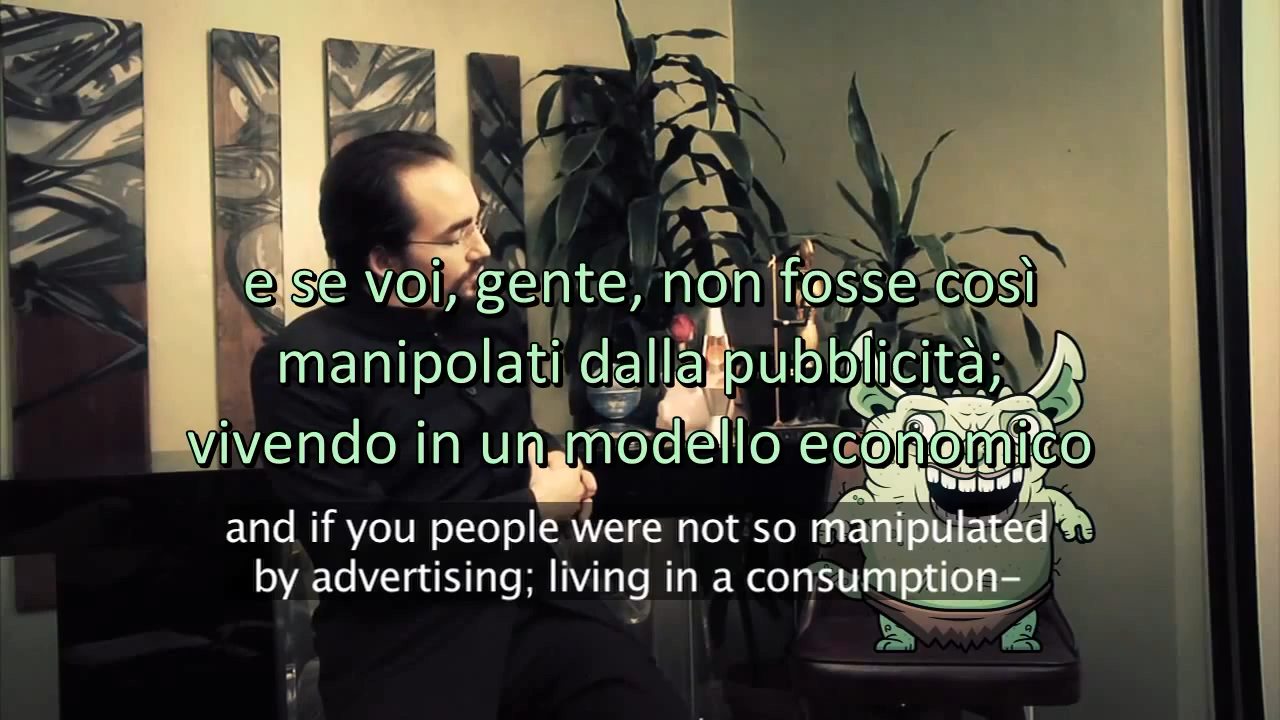 e se voi, gente, non fosse così
manipolati dalla pubblicità;
vivendo in un modello economico
and if you people were not so manipulated
by advertising; living in a consumption–